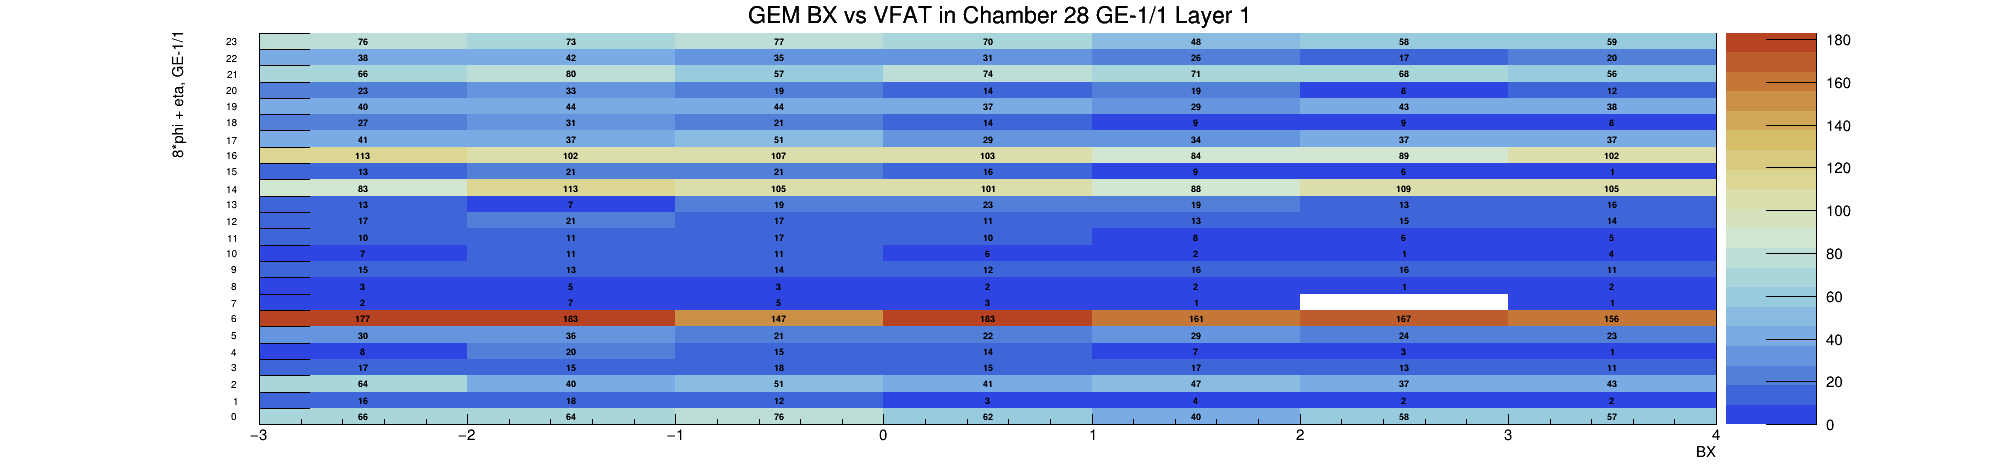 GEM BX vs VFAT in Chamber 28 GE-1/1 Layer 1
8*phi + eta, GE-1/1
23 76 73 77 70 48 58 59
22 38 42 35 31 26 17 20
21 66 80 57 74 71 68 56
20 23 33 19 14 19 8 12
19 40 44 44 37 29 43 38
18 27 31 21 14 9 9 8
17 41 37 51 29 34 37 37
16 113 102 107 103 84 89 102
15 13 21 21 16 9 6 1
14 83 113 105 101 88 109 105
13 13 7 19 23 19 13 16
12 17 21 17 11 13 15 14
11 10 11 17 10 8 6 5
10 7 11 11 6 2 1 4
9 15 13 14 12 16 16 11
8 3 5 3 2 2 1 2
7 2 7 5 3 1 1
6 177 183 147 183 161 167 156
5 30 36 21 22 29 24 23
4 8 20 15 14 7 3 1
3 17 15 18 15 17 13 11
2 64 40 51 41 47 37 43
1 16 18 12 3 4 2 2
0 66 64 76 62 40 58 57
−3 −2 −1 0 1 2 3 4
BX
180
160
140
120
100
80
60
40
20
0